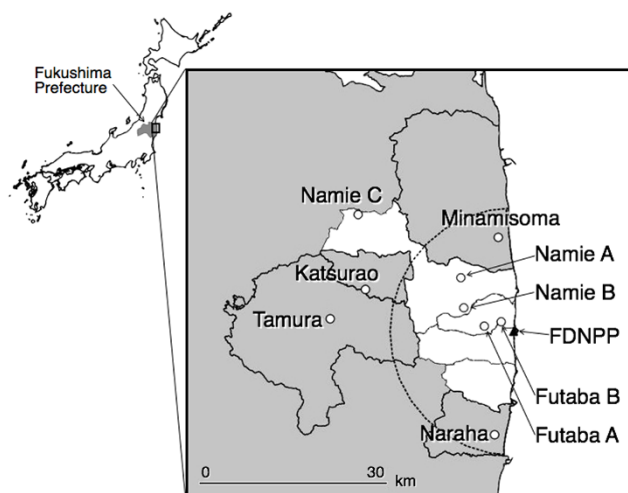 Fukushima
Prefecture
Namie C
Minamisoma
Namie A
Katsurao
Namie B
Tamura
FDNPP
Futaba B
Naraha
Futaba A
0 30
km